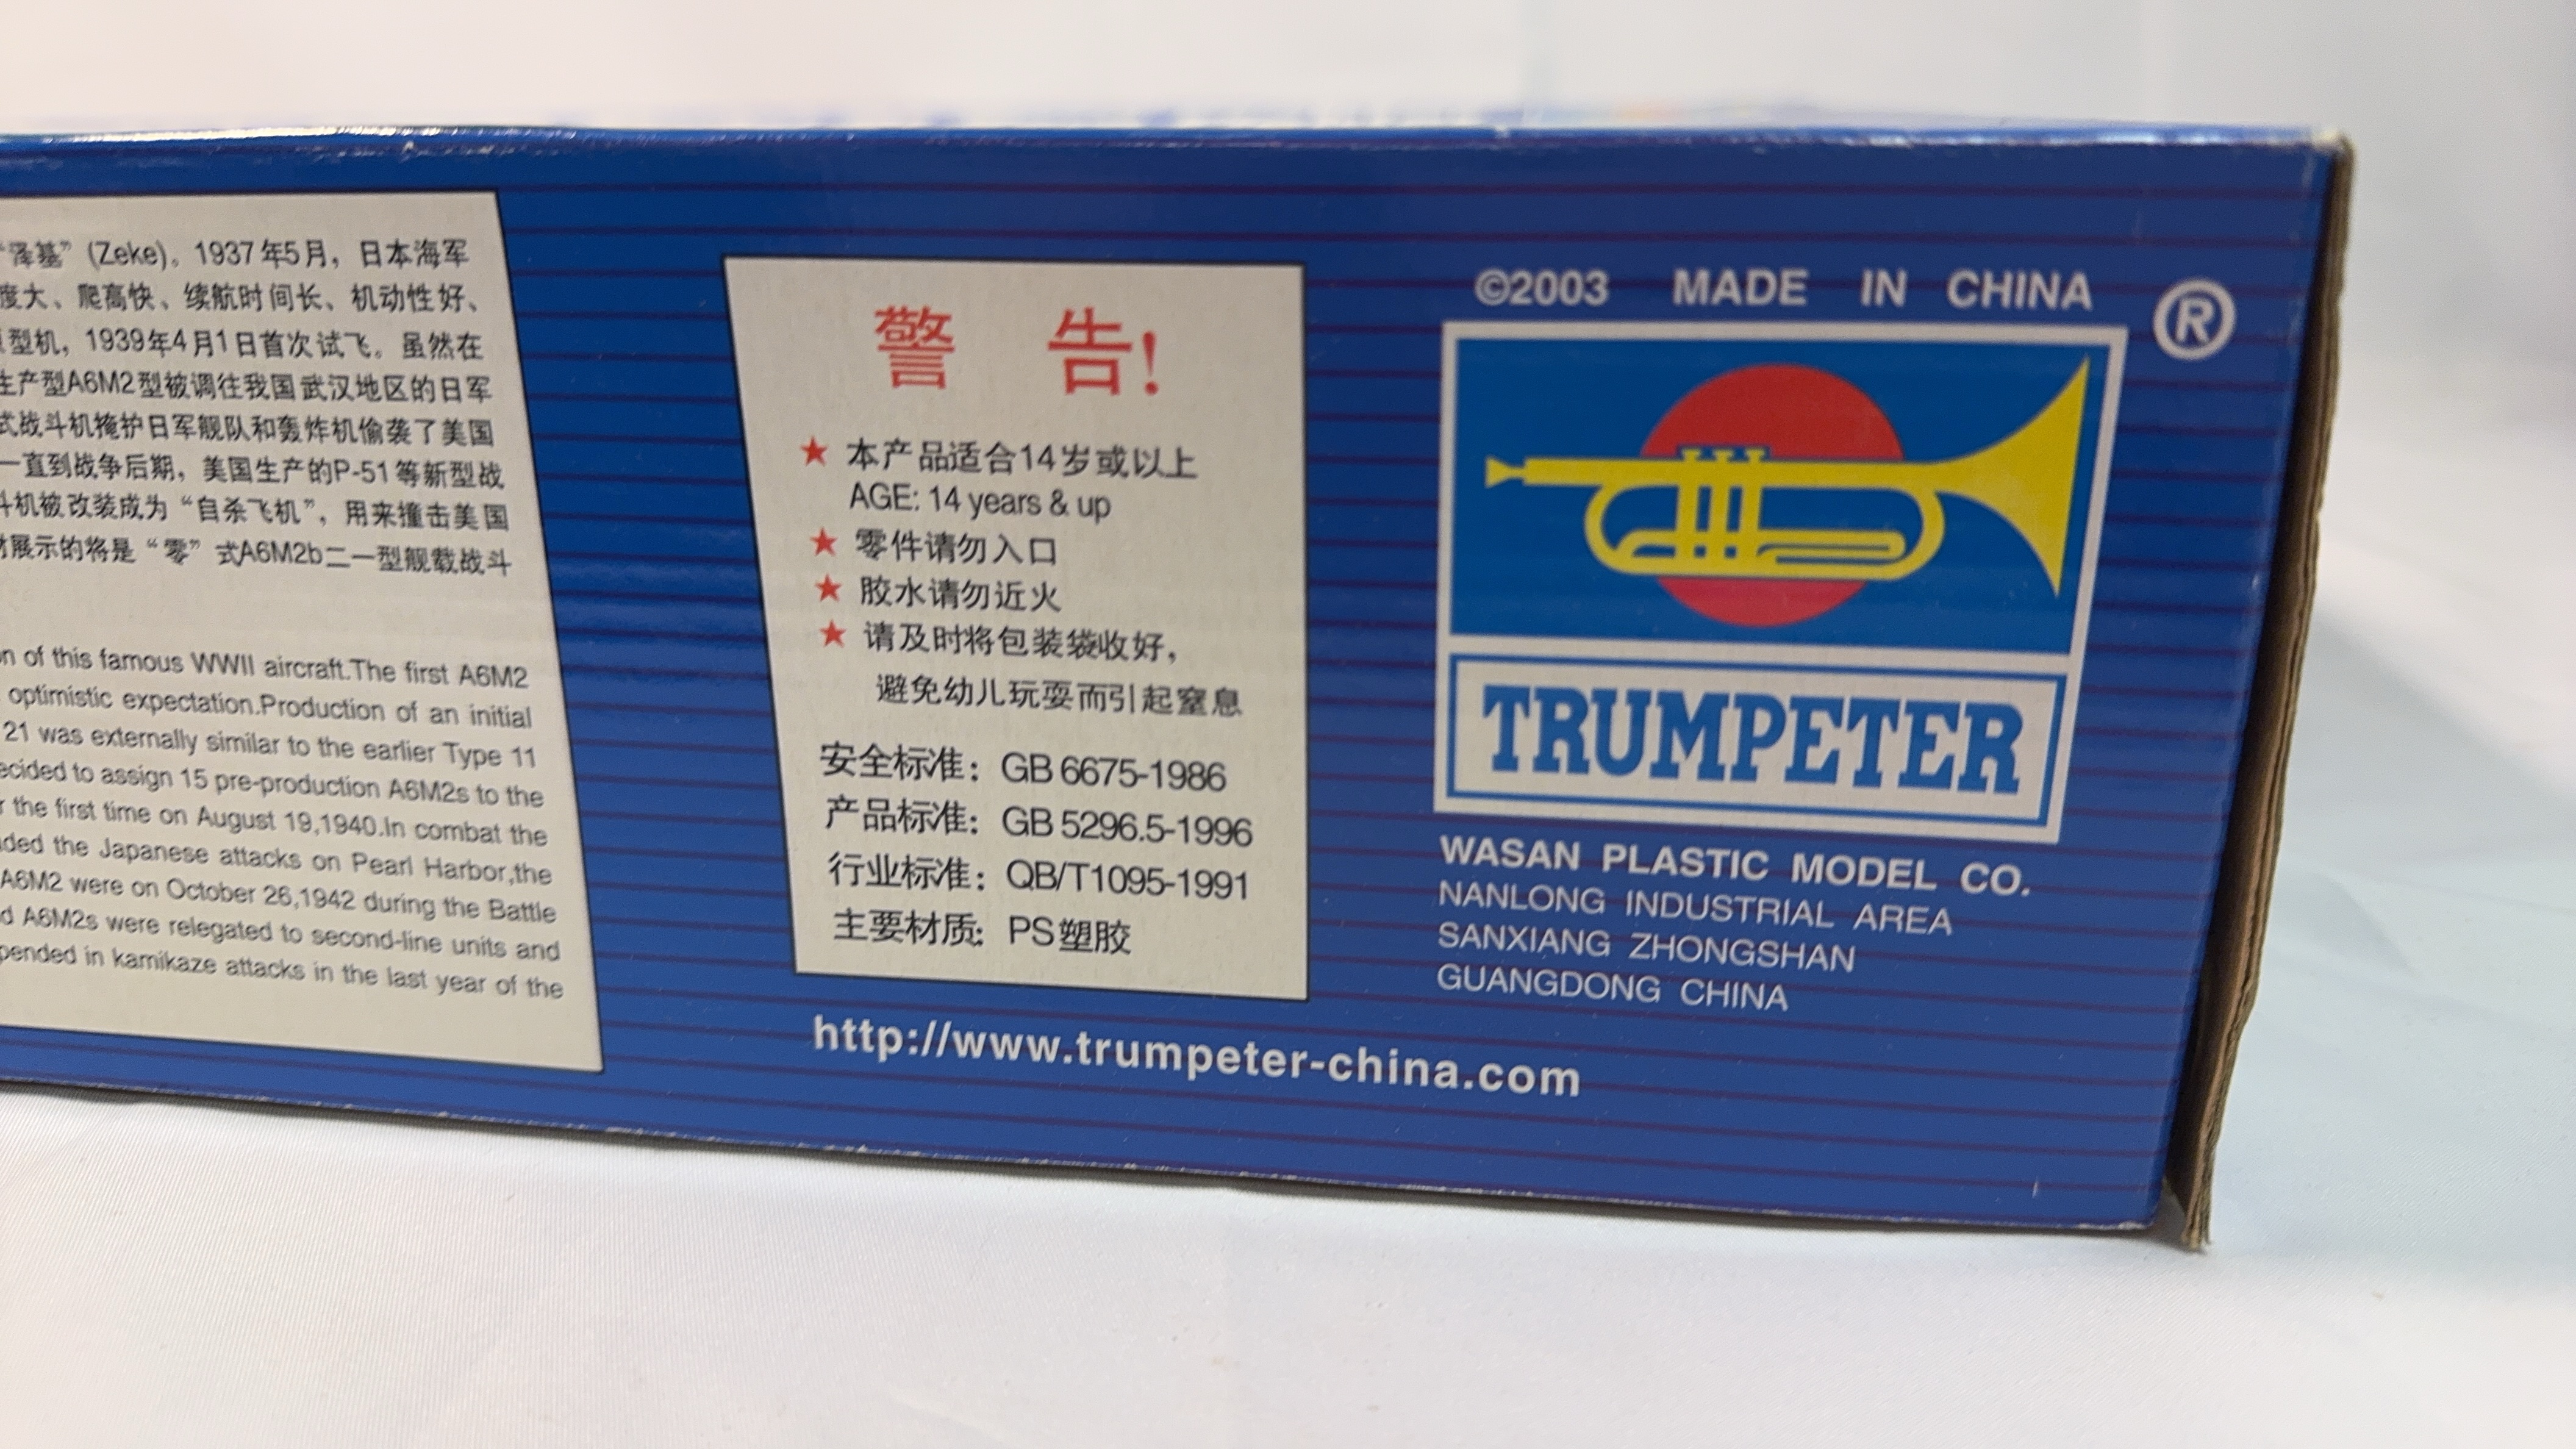 “泽基” (Zeke)。1937年5月，日本海军
度大、爬高快、续航时间长、机动性好、
型机，1939年4月1日首次试飞。虽然在
生产型A6M2型被调往我国武汉地区的日军
式战斗机掩护日军舰队和轰炸机偷袭了美国
一直到战争后期，美国生产的P-51等新型战
斗机被改装成为“自杀飞机”，用来撞击美国
展示的将是“零”式A6M2b二一型舰载战斗
of this famous WWII aircraft.The first A6M2
optimistic expectation.Production of an initial
21 was externally similar to the earlier Type 11
to assign 15 pre-production A6M2s to the
the first time on August 19,1940.In combat the
the Japanese attacks on Pearl Harbor,the
A6M2 were on October 26,1942 during the Battle
A6M2s were relegated to second-line units and
in kamikaze attacks in the last year of the
警 告!
★ 本产品适合14岁或以上
AGE: 14 years & up
★ 零件请勿入口
★ 胶水请勿近火
★ 请及时将包装袋收好，
避免幼儿玩耍而引起窒息
安全标准：GB 6675-1986
产品标准：GB 5296.5-1996
行业标准：QB/T1095-1991
主要材质：PS塑胶
http://www.trumpeter-china.com
©2003 MADE IN CHINA
®
TRUMPETER
WASAN PLASTIC MODEL CO.
NANLONG INDUSTRIAL AREA
SANXIANG ZHONGSHAN
GUANGDONG CHINA